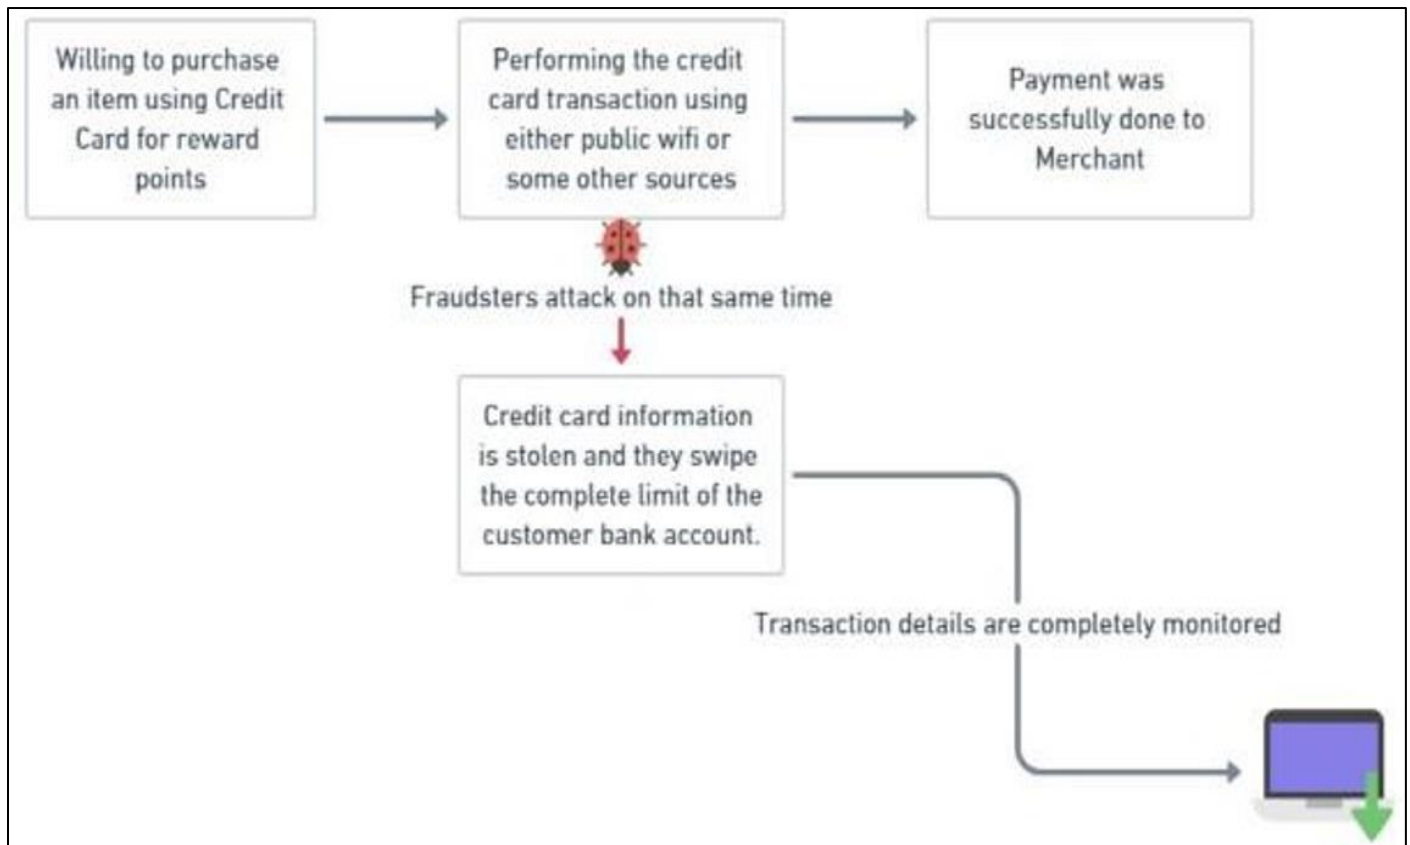 Willing to purchase
an item using Credit
Card for reward
points
Performing the credit
card transaction using
either public wifi or
some other sources
Payment was
successfully done to
Merchant
Fraudsters attack on that same time
Credit card information
is stolen and they swipe
the complete limit of the
customer bank account.
Transaction details are completely monitored